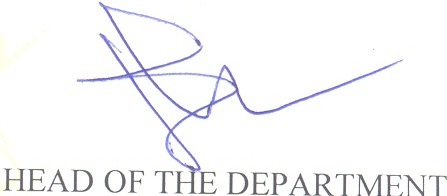 HEAD OF THE DEPARTMENT